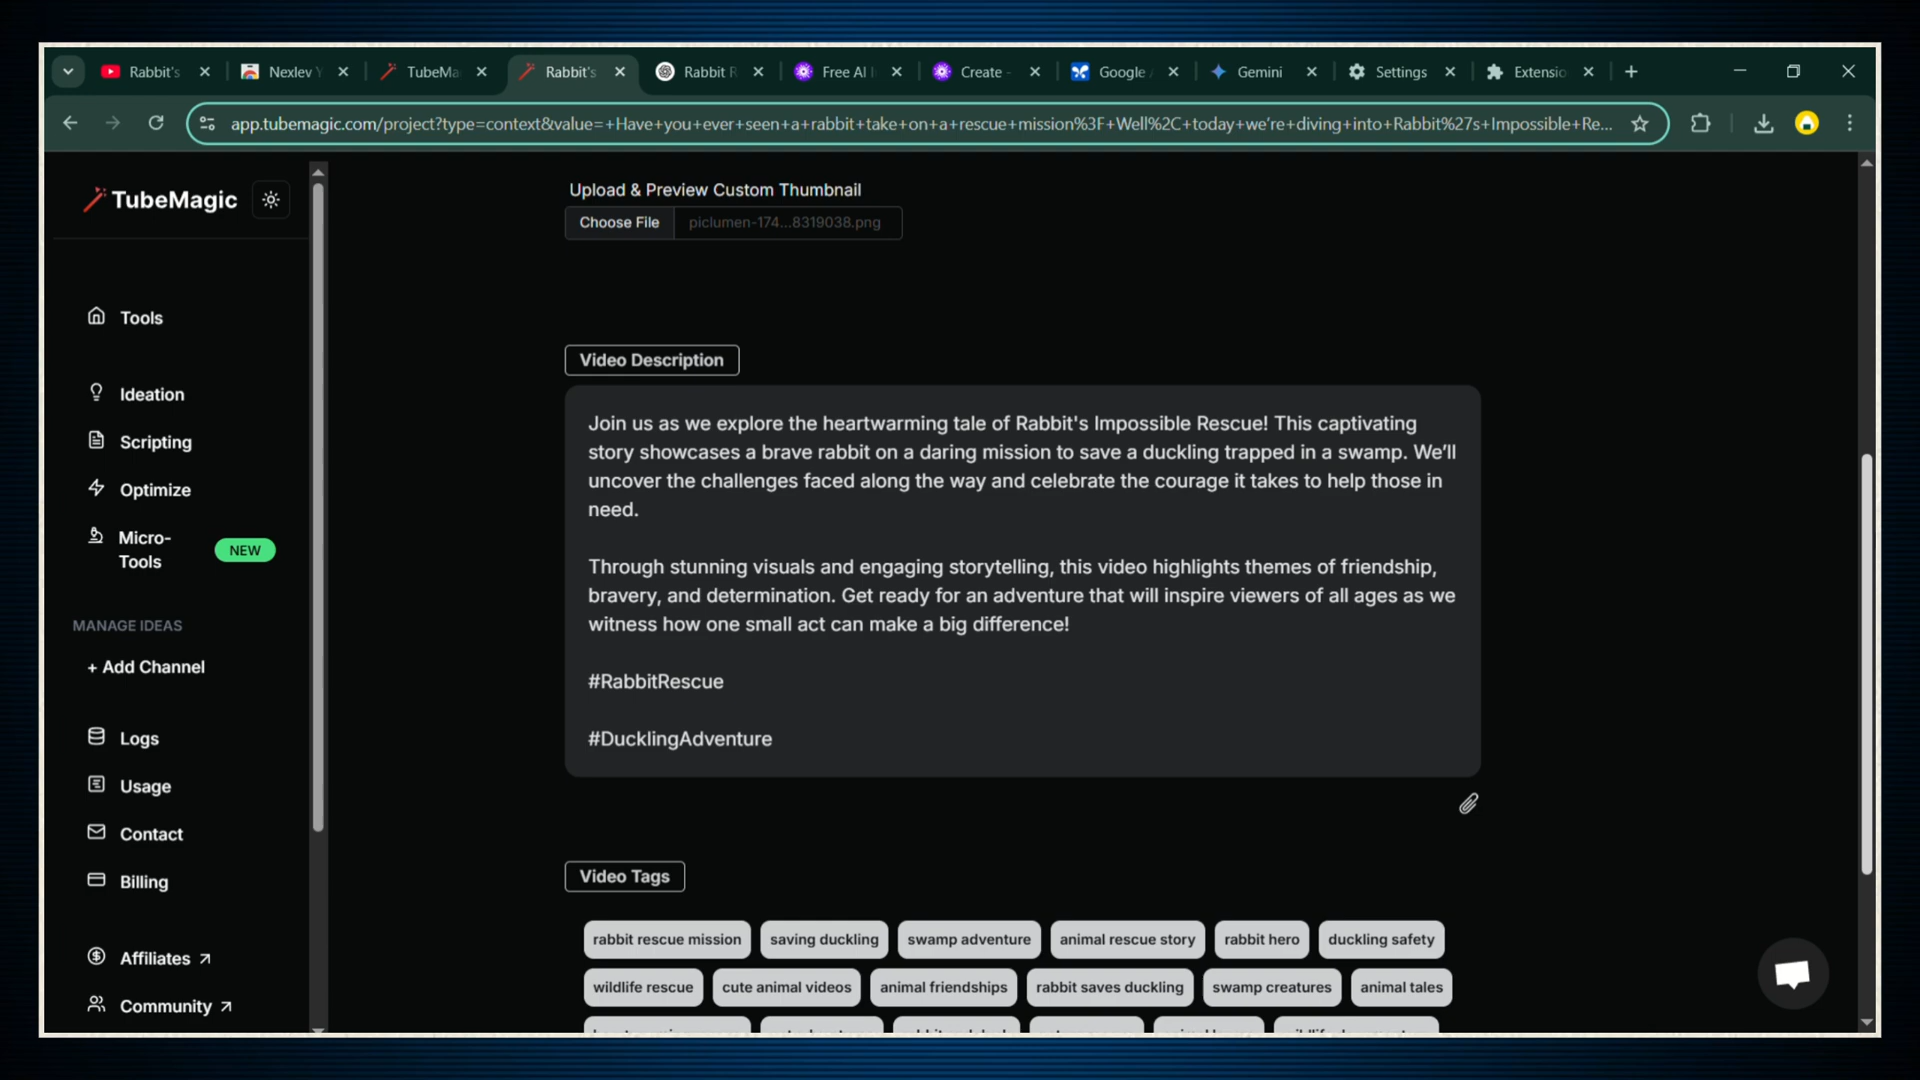 Rabbit's
Nexlev Y
TubeMa
Rabbit's
Rabbit R
Free AI I
Create -
Google
Gemini
Settings
Extensio
app.tubemagic.com/project?type=context&value=+Have+you+ever+seen+a+rabbit+take+on+a+rescue+mission%3F+Well%2C+today+we're+diving+into+Rabbit%27s+Impossible+Re...
TubeMagic
Tools
Ideation
Scripting
Optimize
Micro-
Tools
NEW
MANAGE IDEAS
+ Add Channel
Logs
Usage
Contact
Billing
Affiliates
Community
Upload & Preview Custom Thumbnail
Choose File
piclumen-174...8319038.png
Video Description
Join us as we explore the heartwarming tale of Rabbit's Impossible Rescue! This captivating
story showcases a brave rabbit on a daring mission to save a duckling trapped in a swamp. We’ll
uncover the challenges faced along the way and celebrate the courage it takes to help those in
need.
Through stunning visuals and engaging storytelling, this video highlights themes of friendship,
bravery, and determination. Get ready for an adventure that will inspire viewers of all ages as we
witness how one small act can make a big difference!
#RabbitRescue
#DucklingAdventure
Video Tags
rabbit rescue mission
saving duckling
swamp adventure
animal rescue story
rabbit hero
duckling safety
wildlife rescue
cute animal videos
animal friendships
rabbit saves duckling
swamp creatures
animal tales